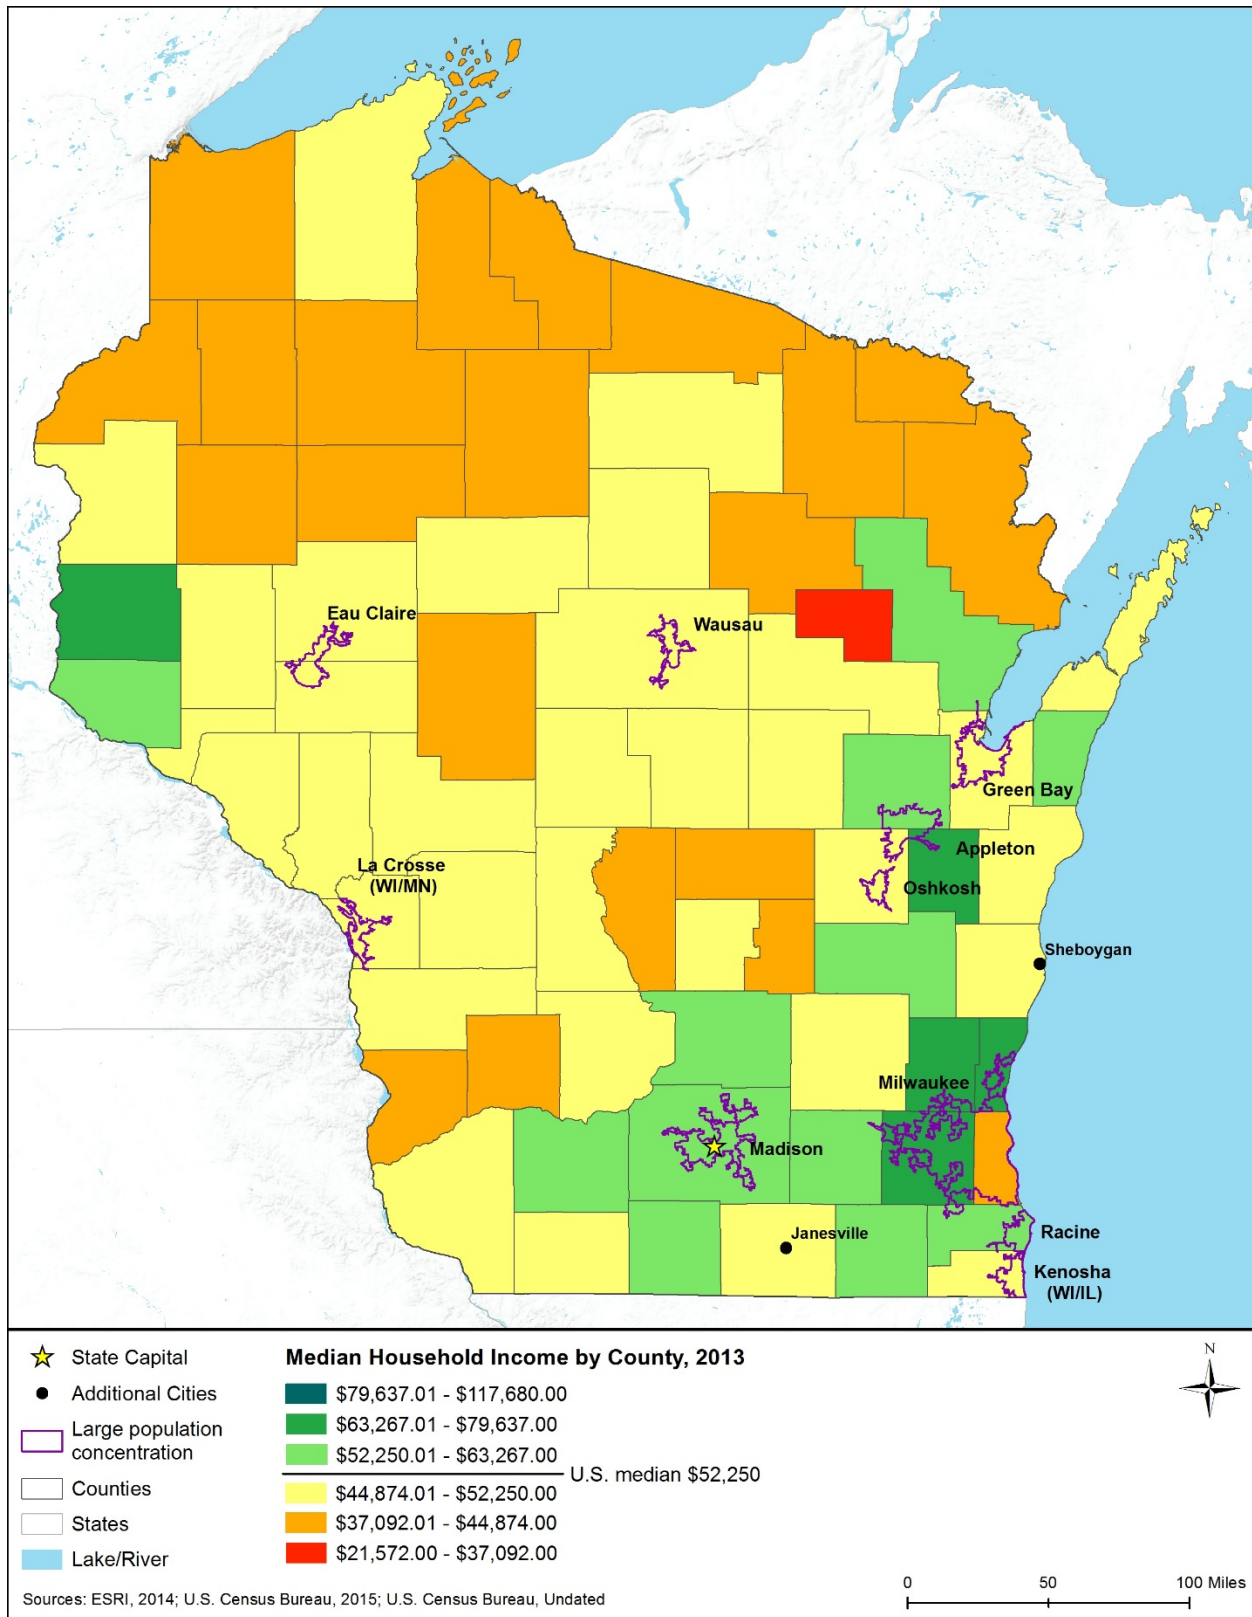 Eau Claire
Wausau
Green Bay
Appleton
La Crosse
(WI/MN)
Oshkosh
Sheboygan
Milwaukee
Madison
Janesville
Racine
Kenosha
(WI/IL)
State Capital
Additional Cities
Large population
concentration
Counties
States
Lake/River
Median Household Income by County, 2013
$79,637.01 - $117,680.00
$63,267.01 - $79,637.00
$52,250.01 - $63,267.00
U.S. median $52,250
$44,874.01 - $52,250.00
$37,092.01 - $44,874.00
$21,572.00 - $37,092.00
N
0 50 100 Miles
Sources: ESRI, 2014; U.S. Census Bureau, 2015; U.S. Census Bureau, Undated